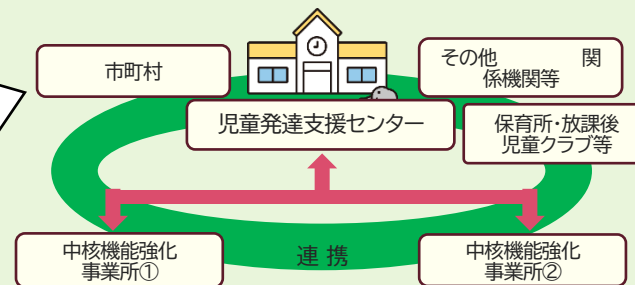 市町村
その他　　　　関
係機関等
児童発達支援センター
保育所・放課後
児童クラブ等
中核機能強化
事業所①
連 携
中核機能強化
事業所②